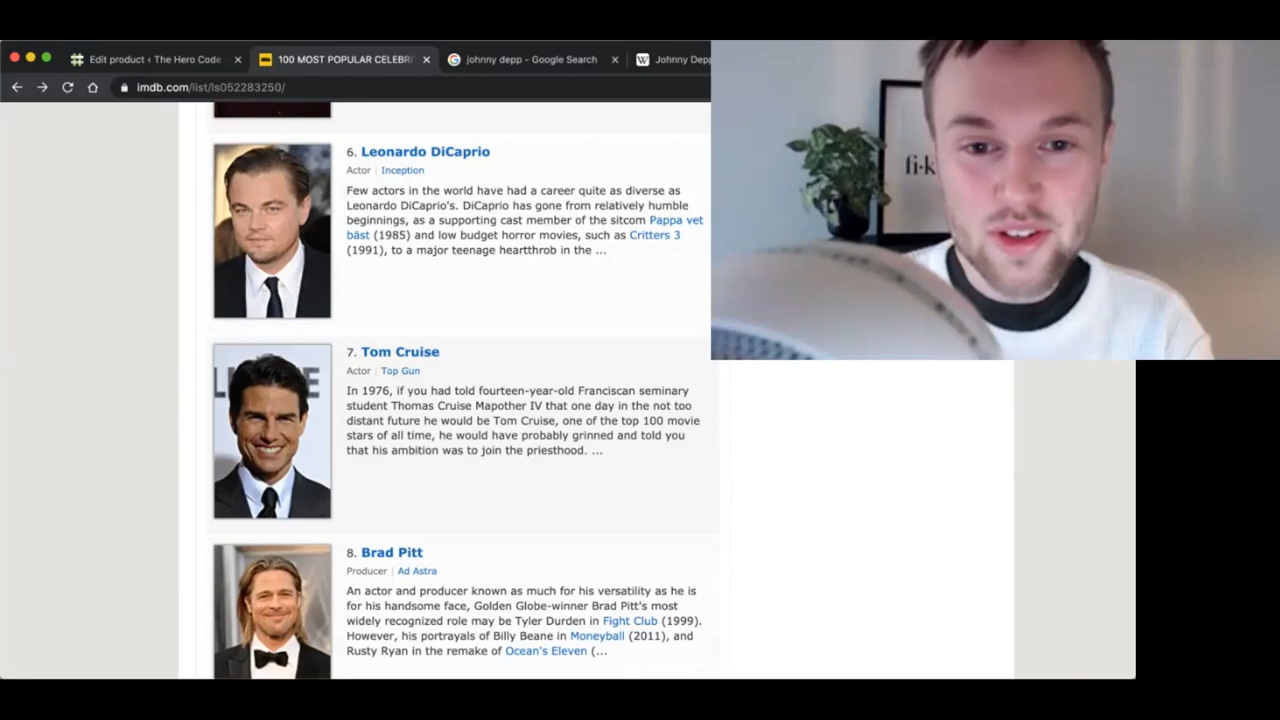 Edit product ‹ The Hero Code
100 MOST POPULAR CELEBRI
johnny depp - Google Search
Johnny Depp
imdb.com/list/ls052283250/
6. Leonardo DiCaprio
Actor | Inception
Few actors in the world have had a career quite as diverse as
Leonardo DiCaprio's. DiCaprio has gone from relatively humble
beginnings, as a supporting cast member of the sitcom Pappa vet
bäst (1985) and low budget horror movies, such as Critters 3
(1991), to a major teenage heartthrob in the ...
fi·k
7. Tom Cruise
Actor | Top Gun
In 1976, if you had told fourteen-year-old Franciscan seminary
student Thomas Cruise Mapother IV that one day in the not too
distant future he would be Tom Cruise, one of the top 100 movie
stars of all time, he would have probably grinned and told you
that his ambition was to join the priesthood. ...
8. Brad Pitt
Producer | Ad Astra
An actor and producer known as much for his versatility as he is
for his handsome face, Golden Globe-winner Brad Pitt's most
widely recognized role may be Tyler Durden in Fight Club (1999).
However, his portrayals of Billy Beane in Moneyball (2011), and
Rusty Ryan in the remake of Ocean's Eleven (...